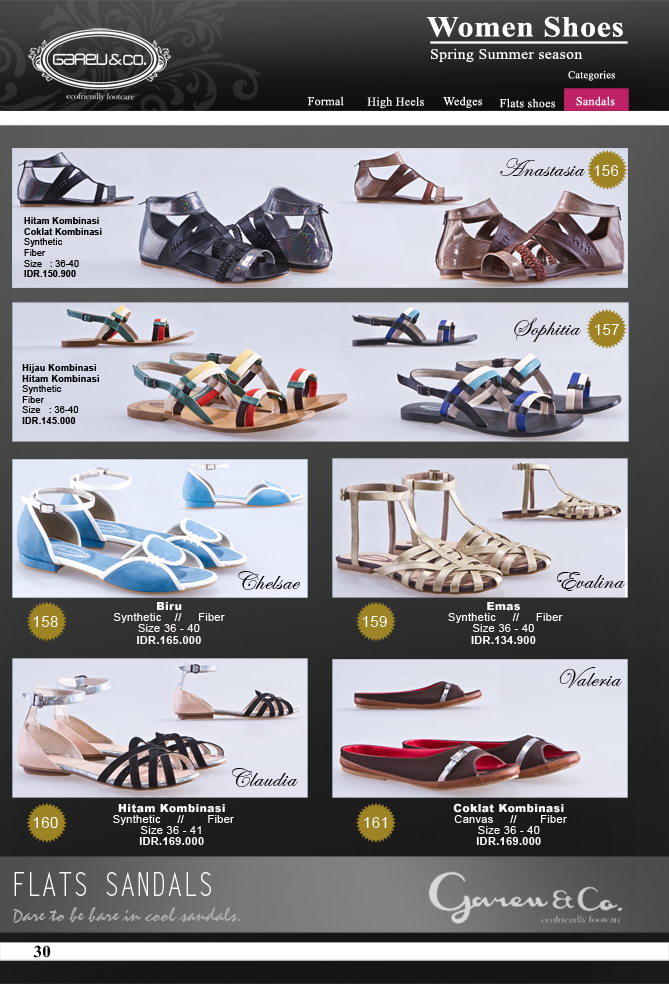 GAREU&CO.
ecofriendly footcare
Women Shoes
Spring Summer season
Categories
Formal High Heels Wedges Flats shoes Sandals
Anastasia 156
Hitam Kombinasi
Coklat Kombinasi
Synthetic
Fiber
Size : 36-40
IDR.150.900
Sophitia 157
Hijau Kombinasi
Hitam Kombinasi
Synthetic
Fiber
Size : 36-40
IDR.145.000
Chelsae
158
Biru
Synthetic // Fiber
Size 36 - 40
IDR.165.000
Evalina
159
Emas
Synthetic // Fiber
Size 36 - 40
IDR.134.900
Claudia
160
Hitam Kombinasi
Synthetic // Fiber
Size 36 - 41
IDR.169.000
Valeria
161
Coklat Kombinasi
Canvas // Fiber
Size 36 - 40
IDR.169.000
FLATS SANDALS
Dare to be bare in cool sandals.
Gareu & Co.
ecofriendly footcare
30